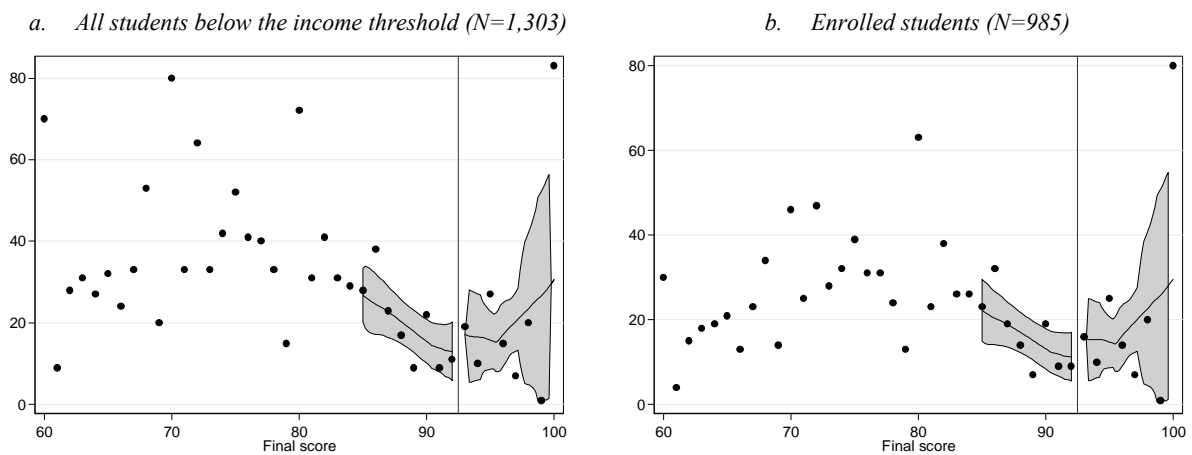 a. All students below the income threshold (N=1,303)
80
60
40
20
0
60 70 80 90 100
Final score
b. Enrolled students (N=985)
80
60
40
20
0
60 70 80 90 100
Final score